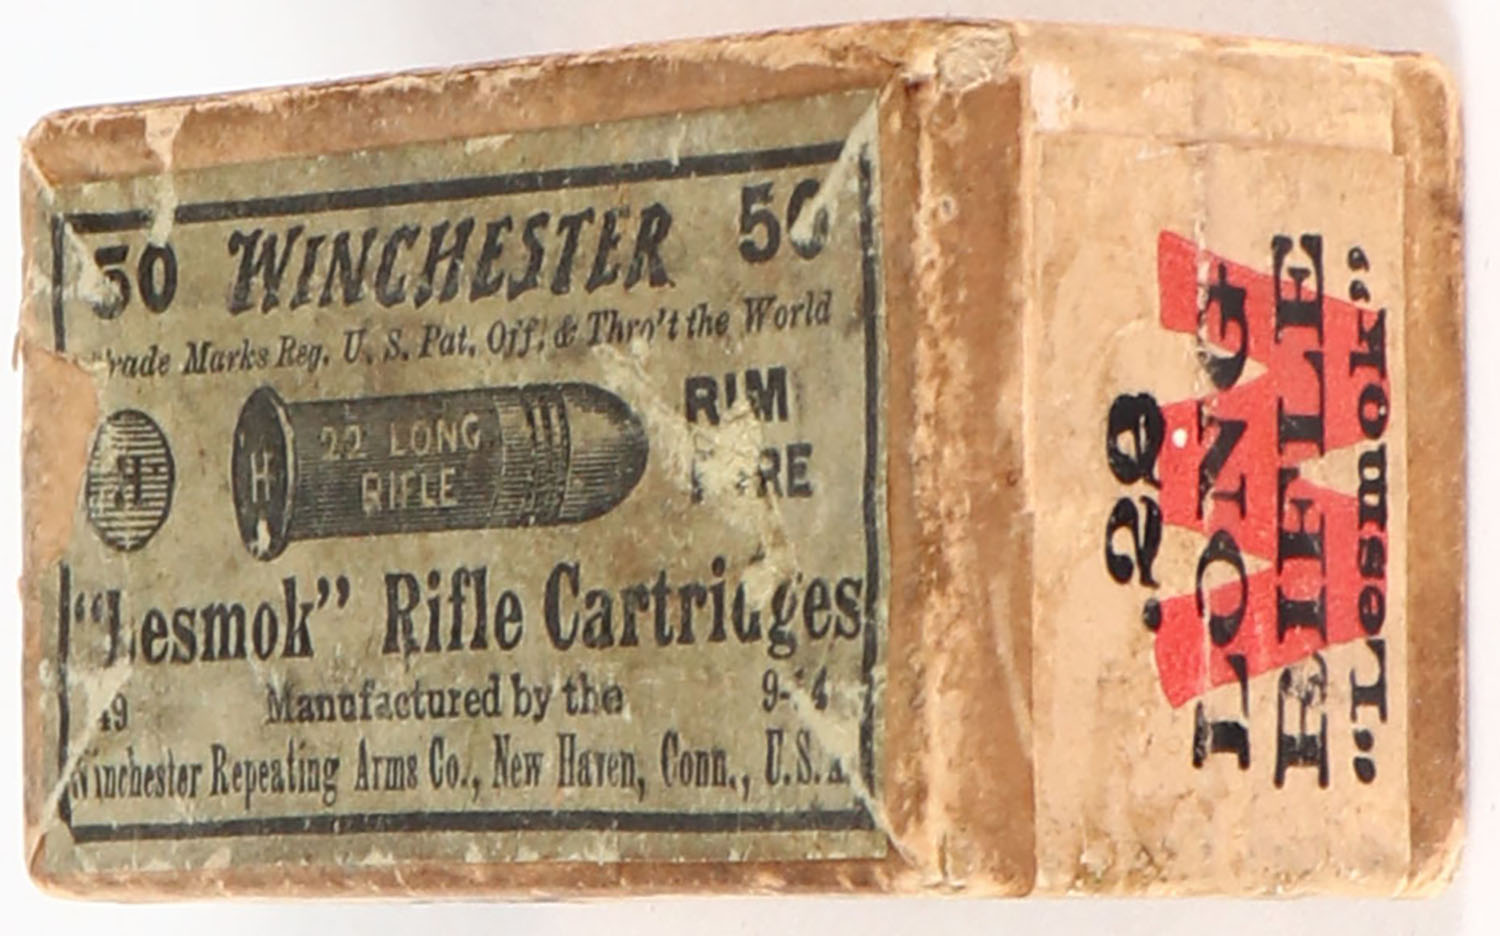 50 WINCHESTER 50
Trade Marks Reg. U. S. Pat. Off. & Thro't the World
RIM
FIRE
H
H
22 LONG
RIFLE
"Lesmok" Rifle Cartridges
Manufactured by the
Winchester Repeating Arms Co., New Haven, Conn., U.S.A.
.22
LONG
RIFLE
"Lesmok"
W